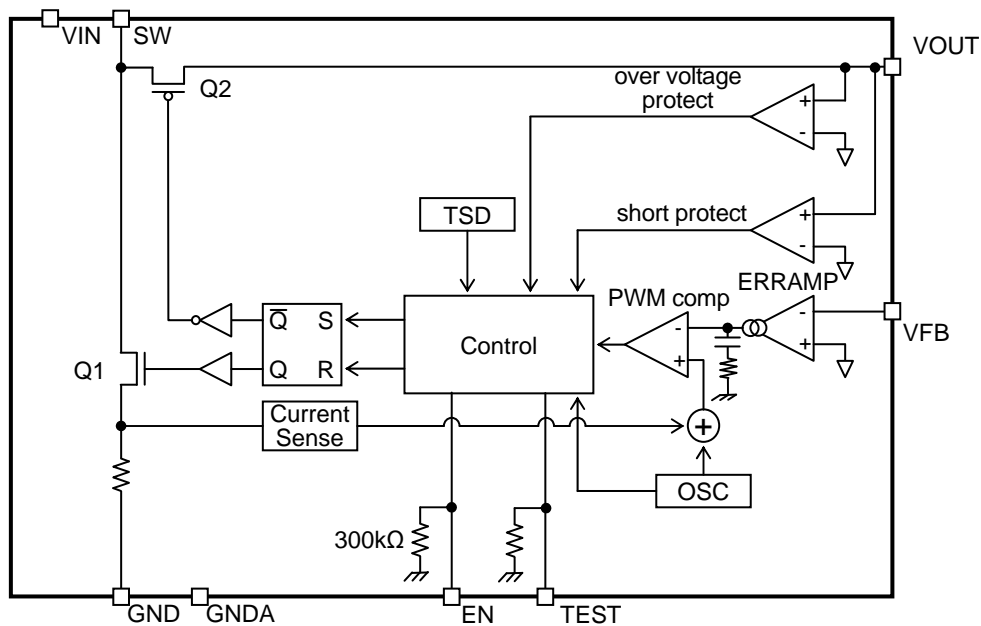 VIN
SW
VOUT
Q2
over voltage
protect
+
-
TSD
short protect
+
-
ERRAMP
PWM comp
Q̅
S
Control
-
+
-
+
VFB
Q1
Q
R
Current
Sense
+
OSC
300kΩ
GND
GNDA
EN
TEST